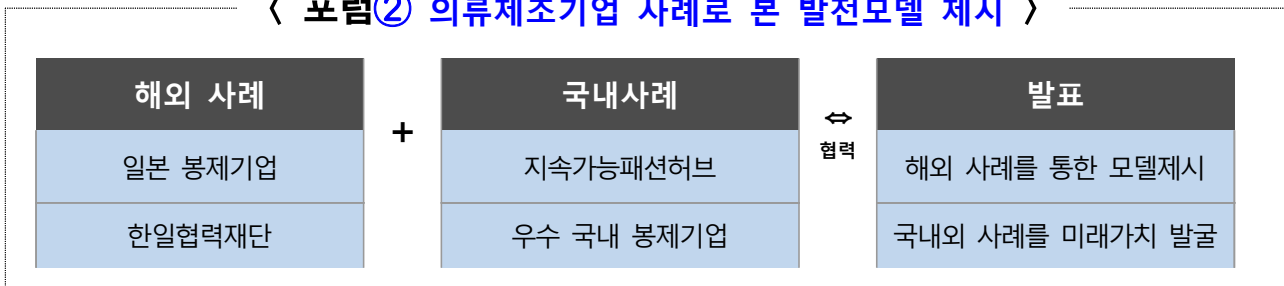 < 포럼② 의류제조기업 사례로 본 발전모델 제시 >
해외 사례
일본 봉제기업
한일협력재단
+
국내사례
지속가능패션허브
우수 국내 봉제기업
⇔
협력
발표
해외 사례를 통한 모델제시
국내외 사례를 미래가치 발굴